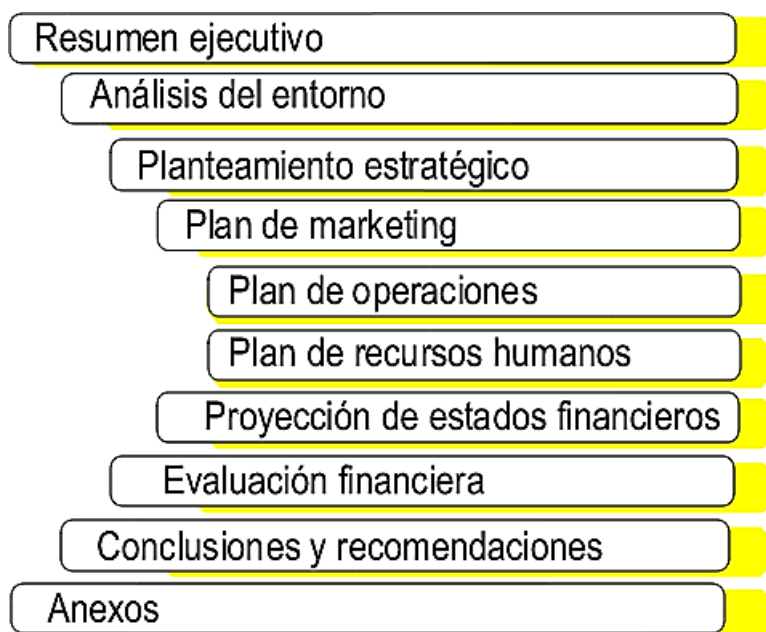 Resumen ejecutivo
Análisis del entorno
Planteamiento estratégico
Plan de marketing
Plan de operaciones
Plan de recursos humanos
Proyección de estados financieros
Evaluación financiera
Conclusiones y recomendaciones
Anexos